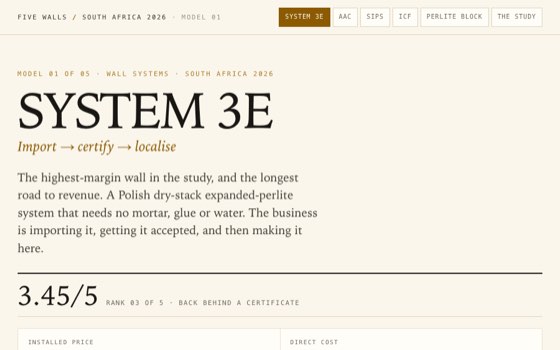 FIVE WALLS / SOUTH AFRICA 2026 · MODEL 01
SYSTEM 3E
AAC
SIPS
ICF
PERLITE BLOCK
THE STUDY
MODEL 01 OF 05 · WALL SYSTEMS · SOUTH AFRICA 2026
SYSTEM 3E
Import → certify → localise
The highest-margin wall in the study, and the longest
road to revenue. A Polish dry-stack expanded-perlite
system that needs no mortar, glue or water. The business
is importing it, getting it accepted, and then making it
here.
3.45/5 RANK 03 OF 5 · BACK BEHIND A CERTIFICATE
INSTALLED PRICE
DIRECT COST